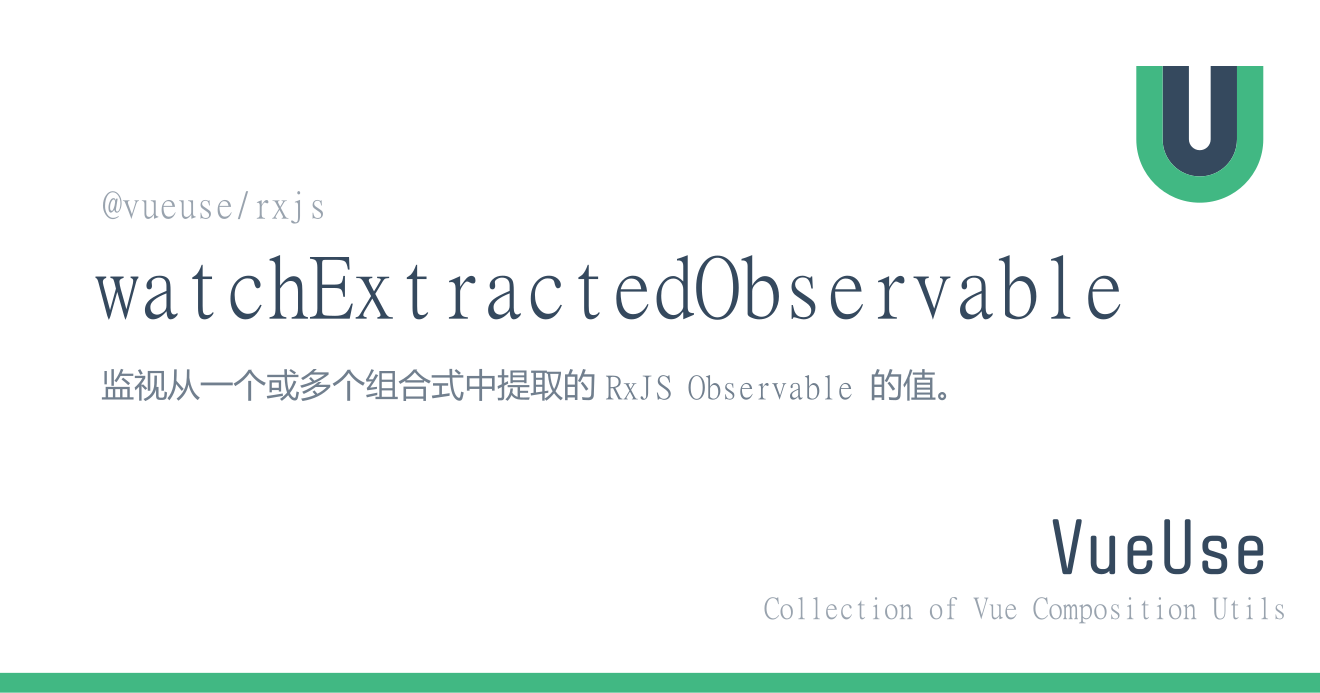 @vueuse/rxjs
watchExtractedObservable
监视从一个或多个组合式中提取的 RxJS Observable 的值。
VueUse
Collection of Vue Composition Utils